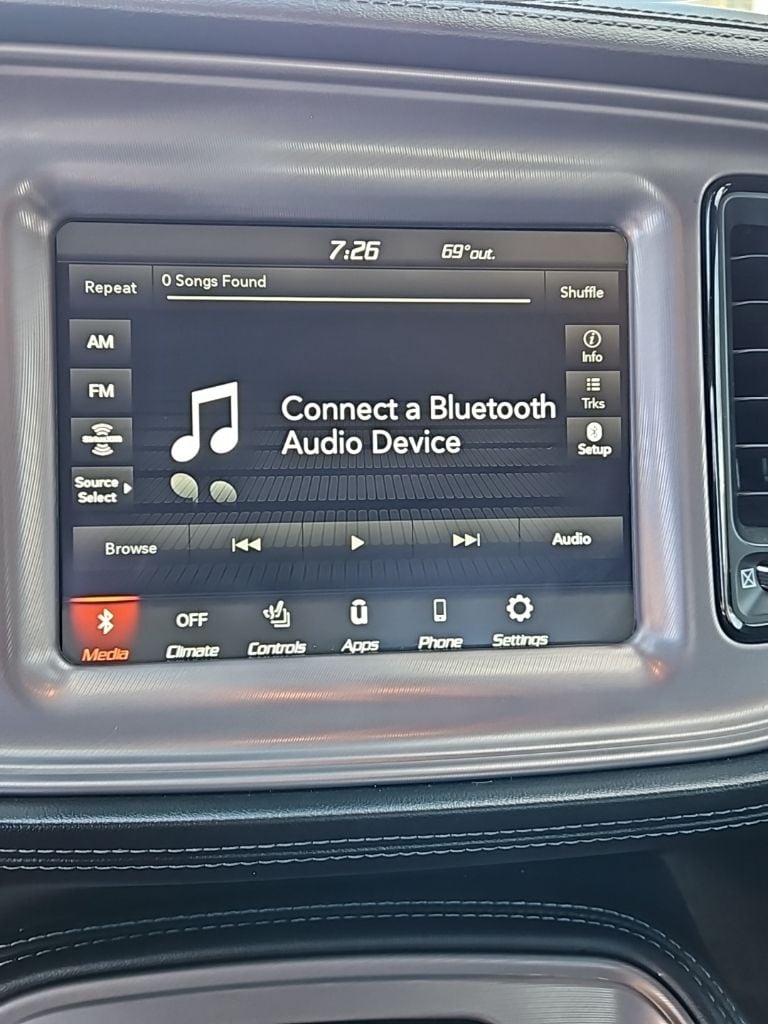 7:26 69° out.
Repeat
0 Songs Found
Shuffle
AM
FM
SiriusXM
Source
Select
Connect a Bluetooth
Audio Device
Info
Trks
Setup
Browse
Audio
Media
OFF
Climate
Controls
Apps
Phone
Settings